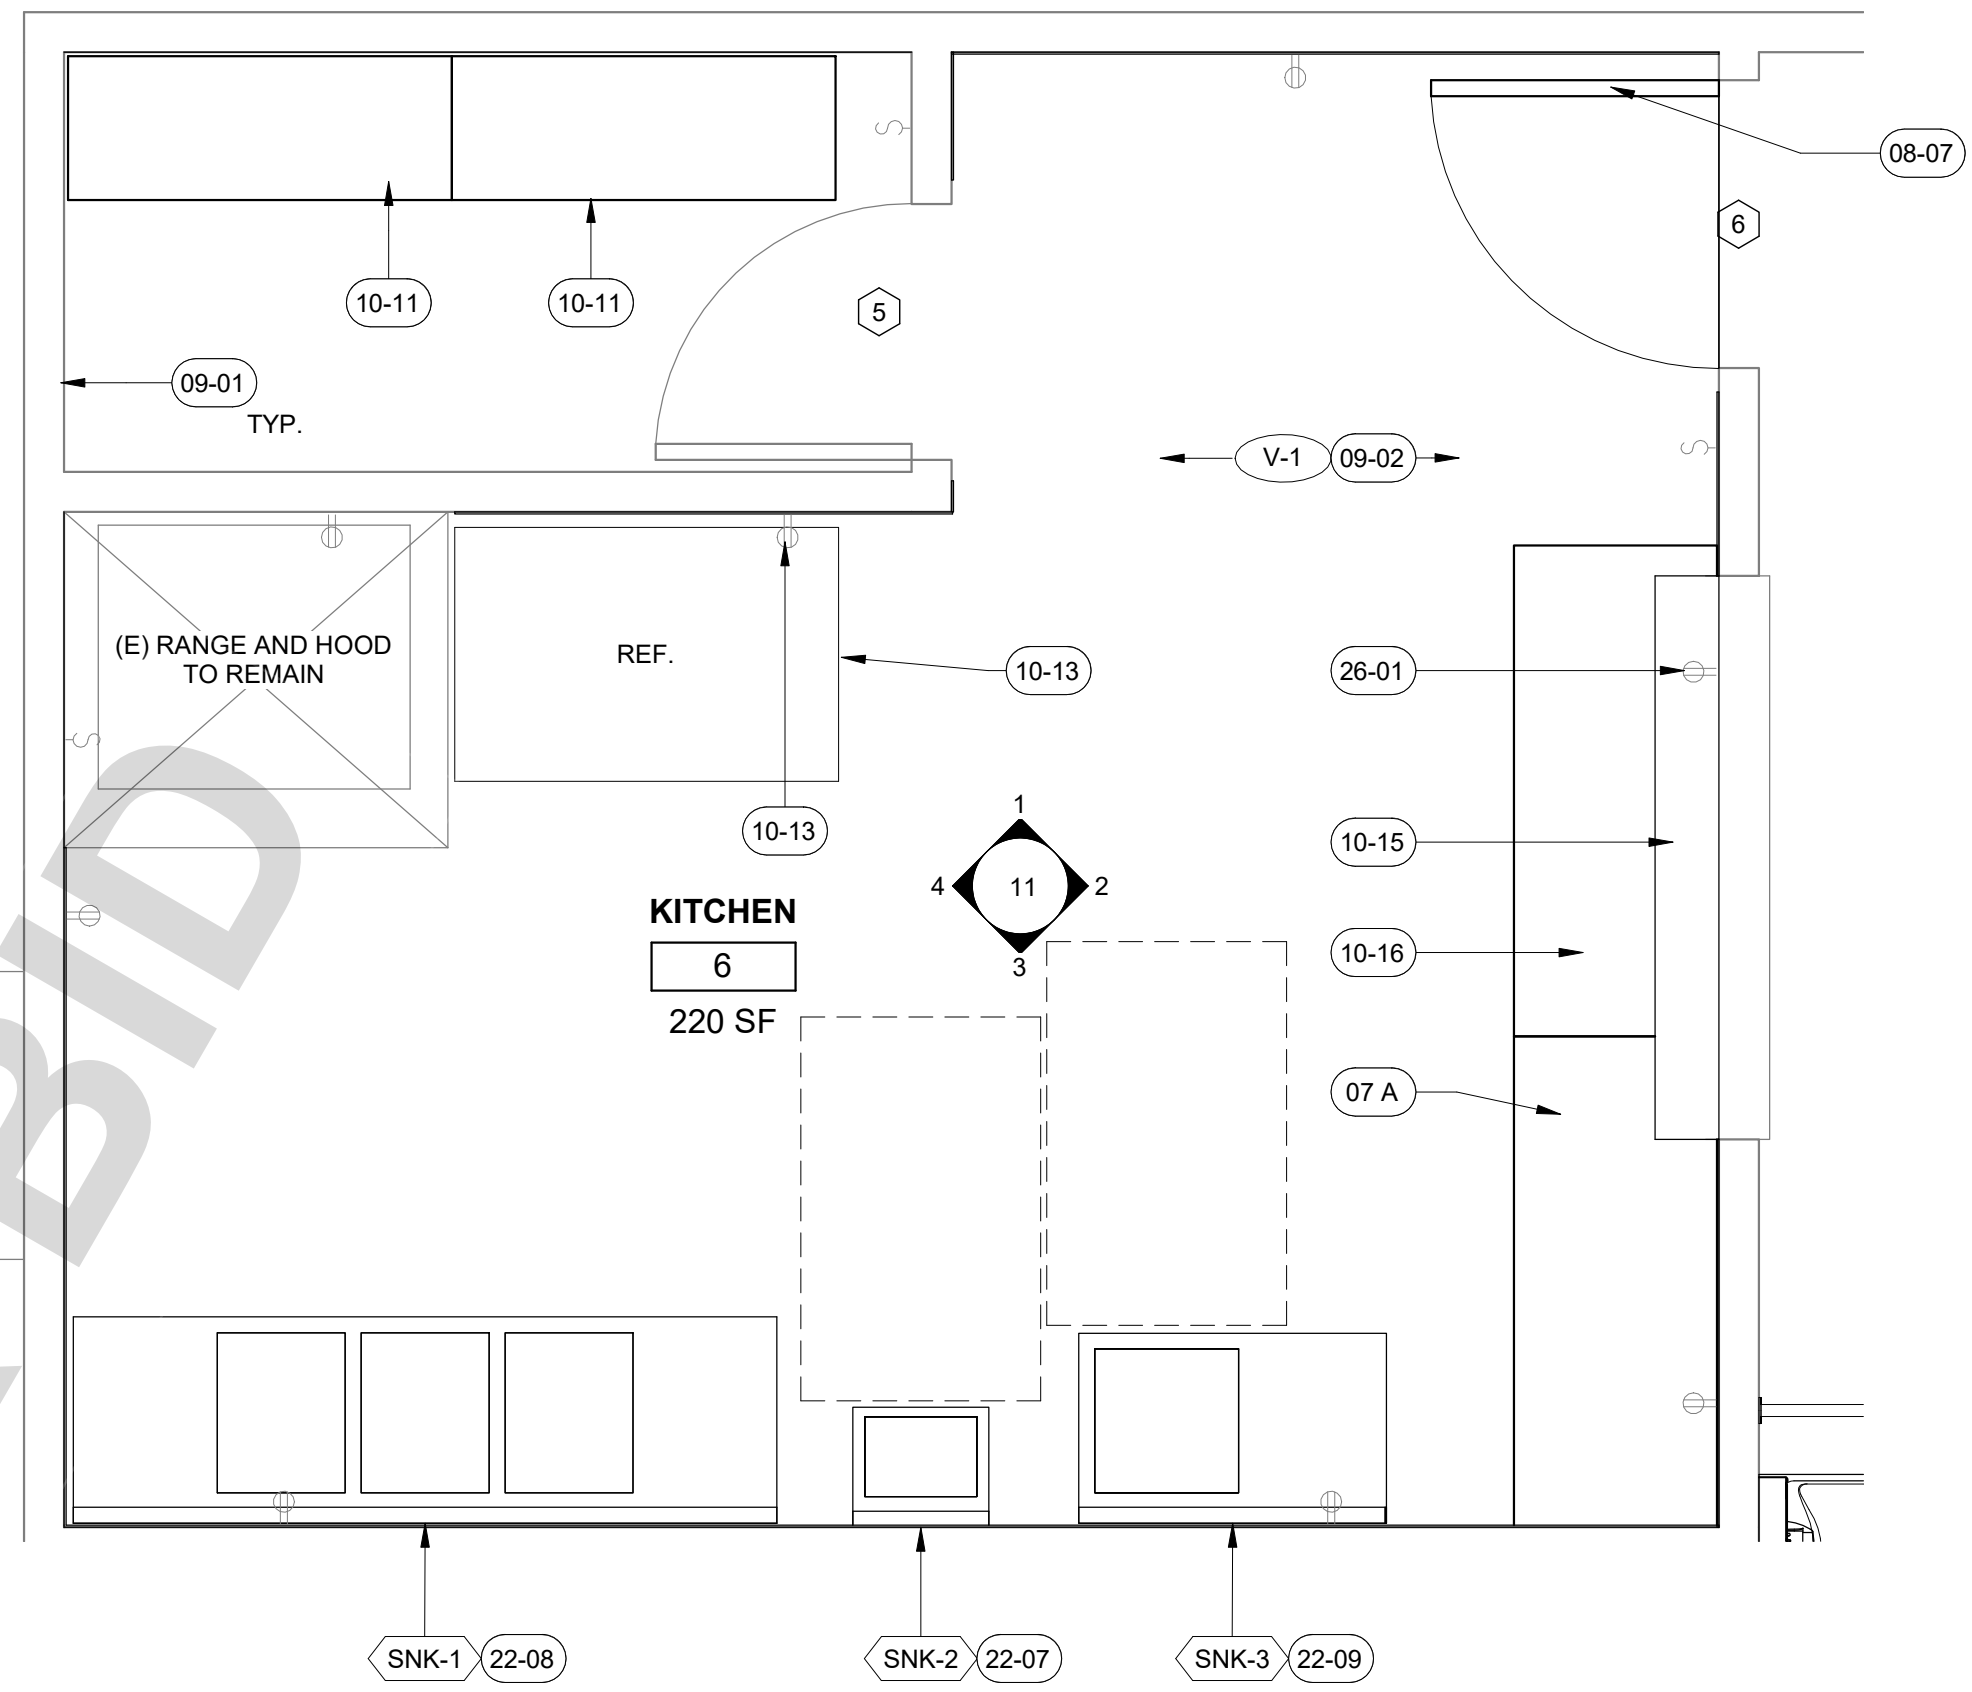 08-07
6
10-11
10-11
5
09-01
TYP.
V-1
09-02
(E) RANGE AND HOOD
TO REMAIN
REF.
10-13
26-01
10-13
1
4
11
2
3
10-15
KITCHEN
6
220 SF
10-16
07 A
SNK-1
22-08
SNK-2
22-07
SNK-3
22-09
S
S
S
BID